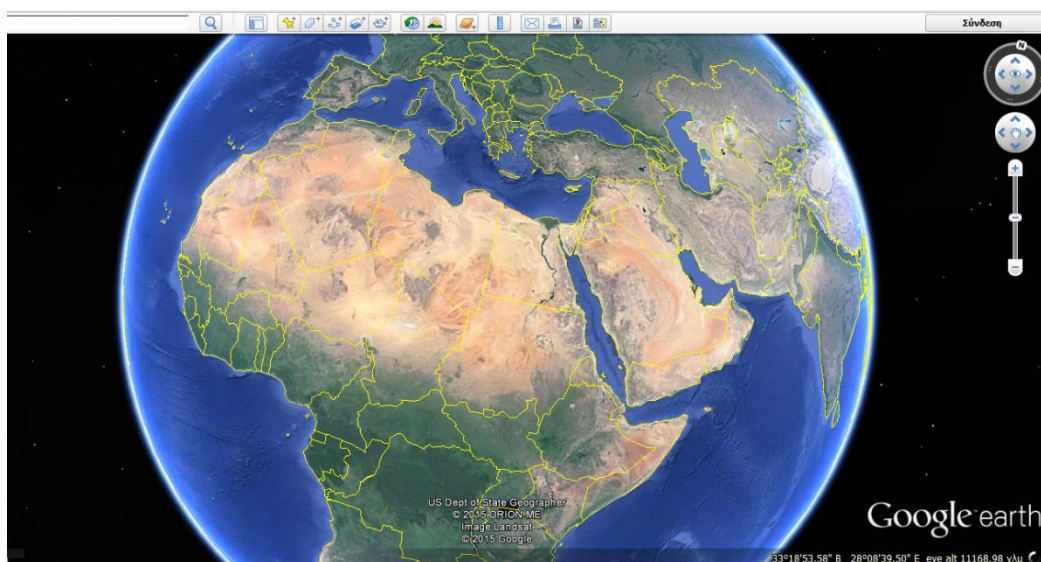 Σύνδεση
N
US Dept of State Geographer
© 2015 ORION-ME
Image Landsat
© 2015 Google
Google earth
33°18'53.58" B 28°08'39.50" E eye alt 11168.98 χλμ